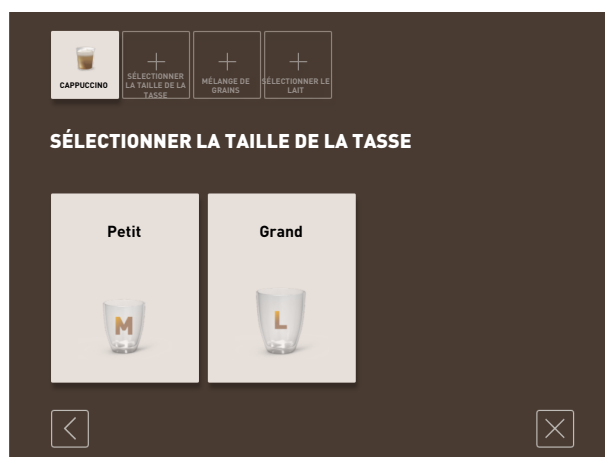 CAPPUCCINO
SÉLECTIONNER
LA TAILLE DE LA
TASSE
MÉLANGE DE
GRAINS
SÉLECTIONNER LE
LAIT
SÉLECTIONNER LA TAILLE DE LA TASSE
Petit
Grand
M
L